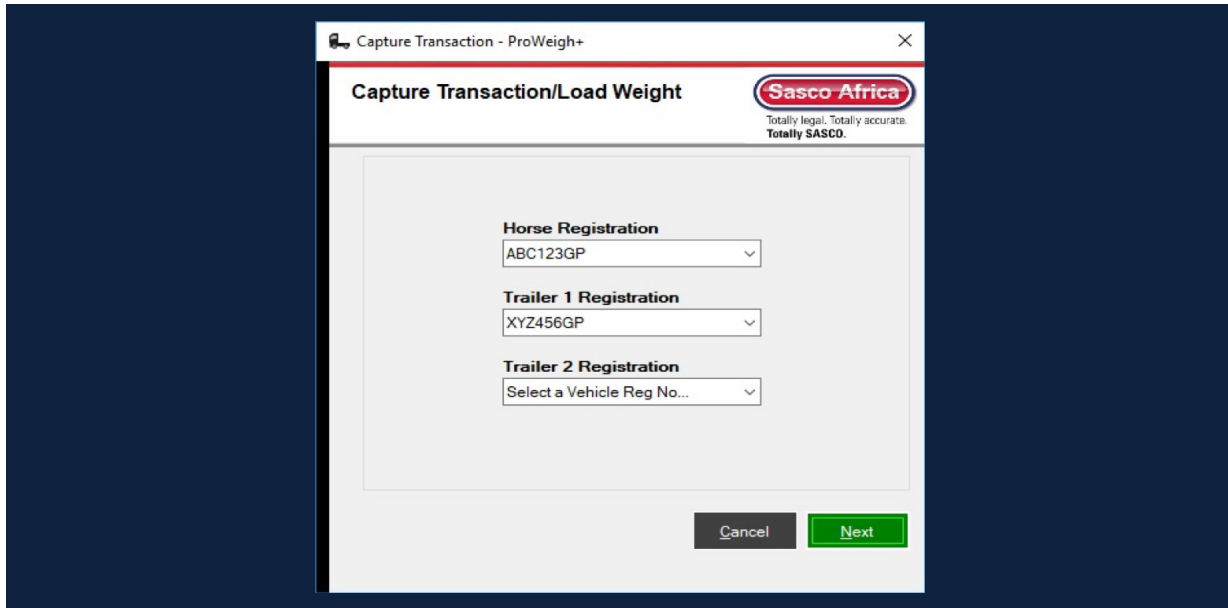 Capture Transaction - ProWeigh+
Capture Transaction/Load Weight
Sasco Africa
Totally legal. Totally accurate.
Totally SASCO.
Horse Registration
ABC123GP
Trailer 1 Registration
XYZ456GP
Trailer 2 Registration
Select a Vehicle Reg No...
Cancel
Next